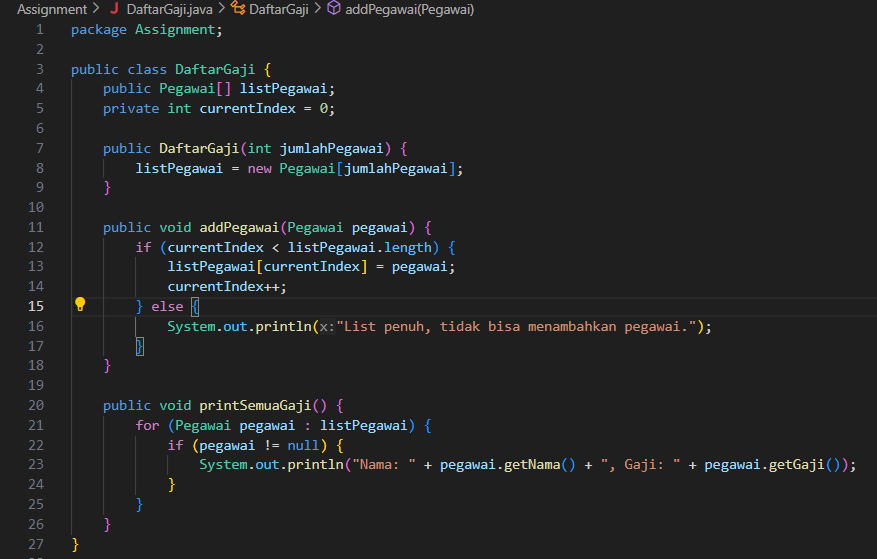 Assignment > J DaftarGaji.java > DaftarGaji > addPegawai(Pegawai)
1 package Assignment;
2
3 public class DaftarGaji {
4     public Pegawai[] listPegawai;
5     private int currentIndex = 0;
6
7     public DaftarGaji(int jumlahPegawai) {
8         listPegawai = new Pegawai[jumlahPegawai];
9     }
10
11     public void addPegawai(Pegawai pegawai) {
12         if (currentIndex < listPegawai.length) {
13             listPegawai[currentIndex] = pegawai;
14             currentIndex++;
15         } else {
16             System.out.println(x:"List penuh, tidak bisa menambahkan pegawai.");
17         }
18     }
19
20     public void printSemuaGaji() {
21         for (Pegawai pegawai : listPegawai) {
22             if (pegawai != null) {
23                 System.out.println("Nama: " + pegawai.getNama() + ", Gaji: " + pegawai.getGaji());
24             }
25         }
26     }
27 }